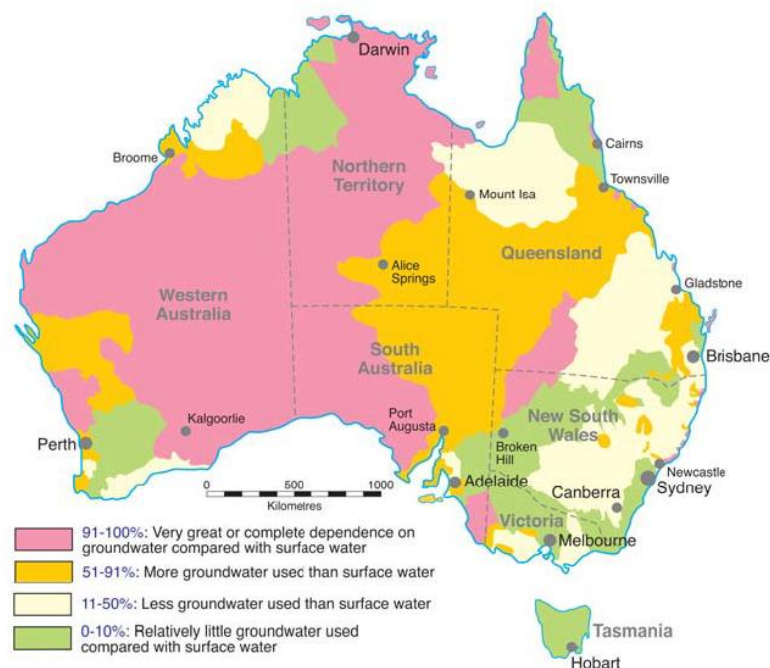 Darwin
Broome
Northern
Territory
Cairns
Mount Isa
Townsville
Queensland
Alice
Springs
Western
Australia
Gladstone
South
Australia
Brisbane
Kalgoorlie
Port
Augusta
New South
Wales
Perth
Broken
Hill
Newcastle
Sydney
Adelaide
Canberra
0 500 1000
Kilometres
Victoria
Melbourne
91-100%: Very great or complete dependence on
groundwater compared with surface water
51-91%: More groundwater used than surface water
11-50%: Less groundwater used than surface water
0-10%: Relatively little groundwater used
compared with surface water
Tasmania
Hobart